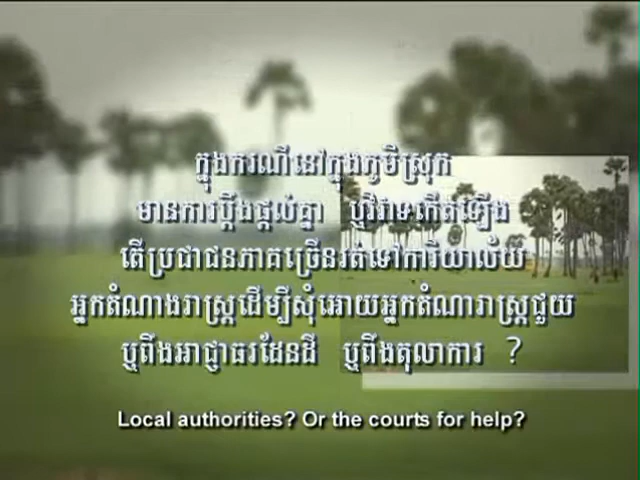 ក្នុងករណីនៅក្នុងភូមិស្រុក
មានការប្តឹងផ្តល់គ្នា ឬវិវាទកើតឡើង
តើប្រជាជនភាគច្រើនរត់ទៅការិយាល័យ
អ្នកតំណាងរាស្ត្រដើម្បីសុំអោយអ្នកតំណារាស្ត្រជួយ
ឬពឹងអាជ្ញាធរដែនដី ឬពឹងតុលាការ ?
Local authorities? Or the courts for help?